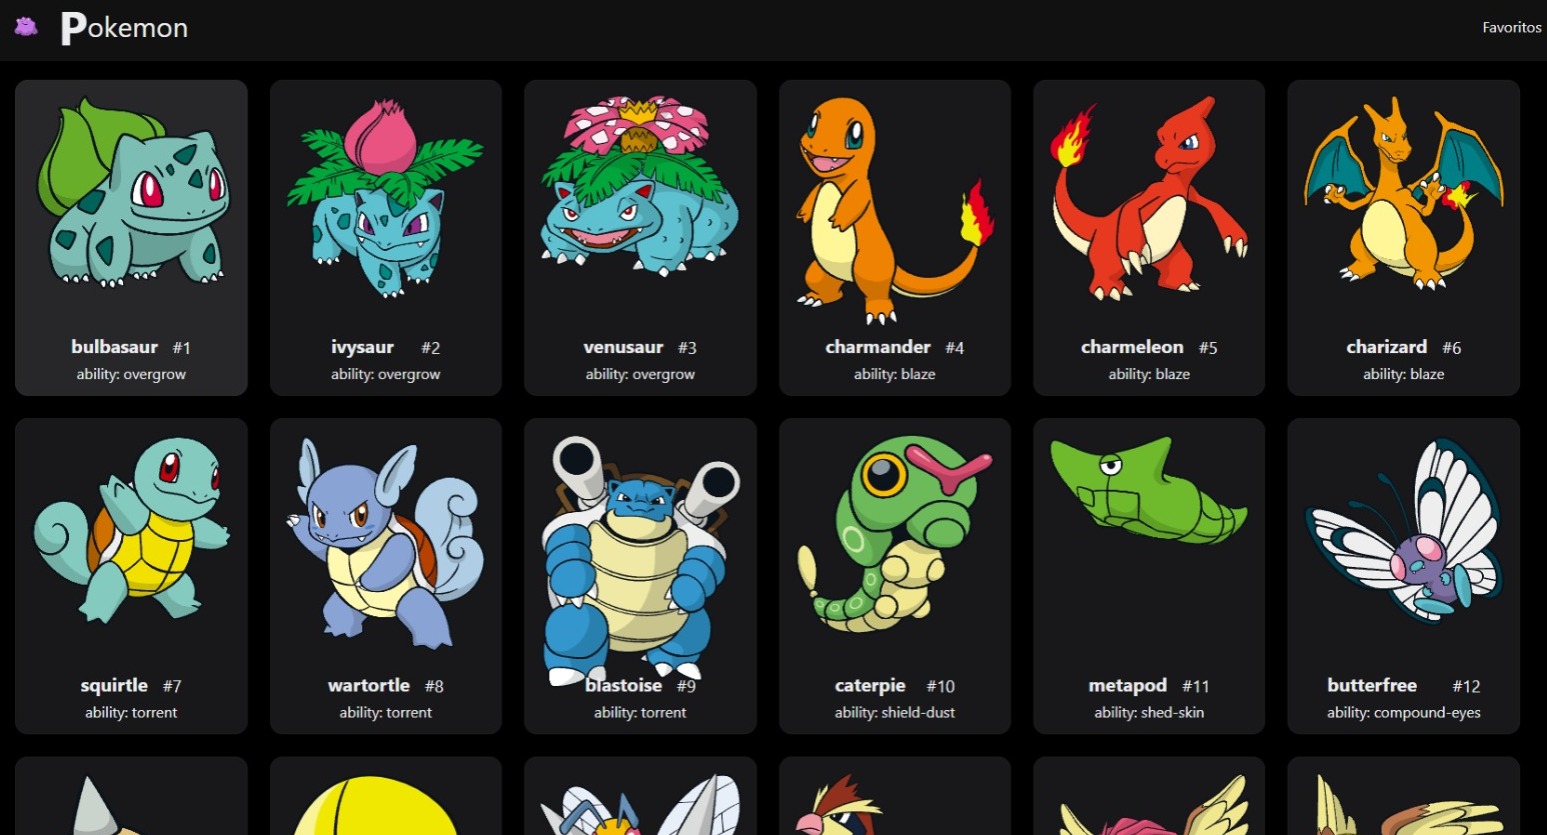 Pokemon
Favoritos
bulbasaur #1
ability: overgrow
ivysaur #2
ability: overgrow
venusaur #3
ability: overgrow
charmander #4
ability: blaze
charmeleon #5
ability: blaze
charizard #6
ability: blaze
squirtle #7
ability: torrent
wartortle #8
ability: torrent
blastoise #9
ability: torrent
caterpie #10
ability: shield-dust
metapod #11
ability: shed-skin
butterfree #12
ability: compound-eyes